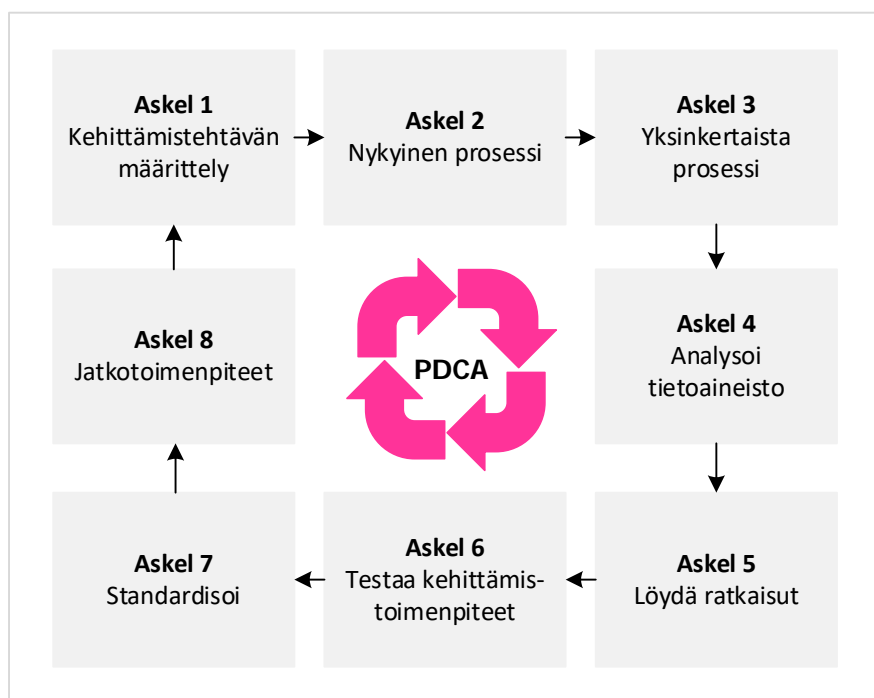 Askel 1
Kehittämistehtävän
määrittely
Askel 2
Nykyinen prosessi
Askel 3
Yksinkertaista
prosessi
Askel 8
Jatkotoimenpiteet
PDCA
Askel 4
Analysoi
tietoaineisto
Askel 7
Standardisoi
Askel 6
Testaa kehittämis-
toimenpiteet
Askel 5
Löydä ratkaisut